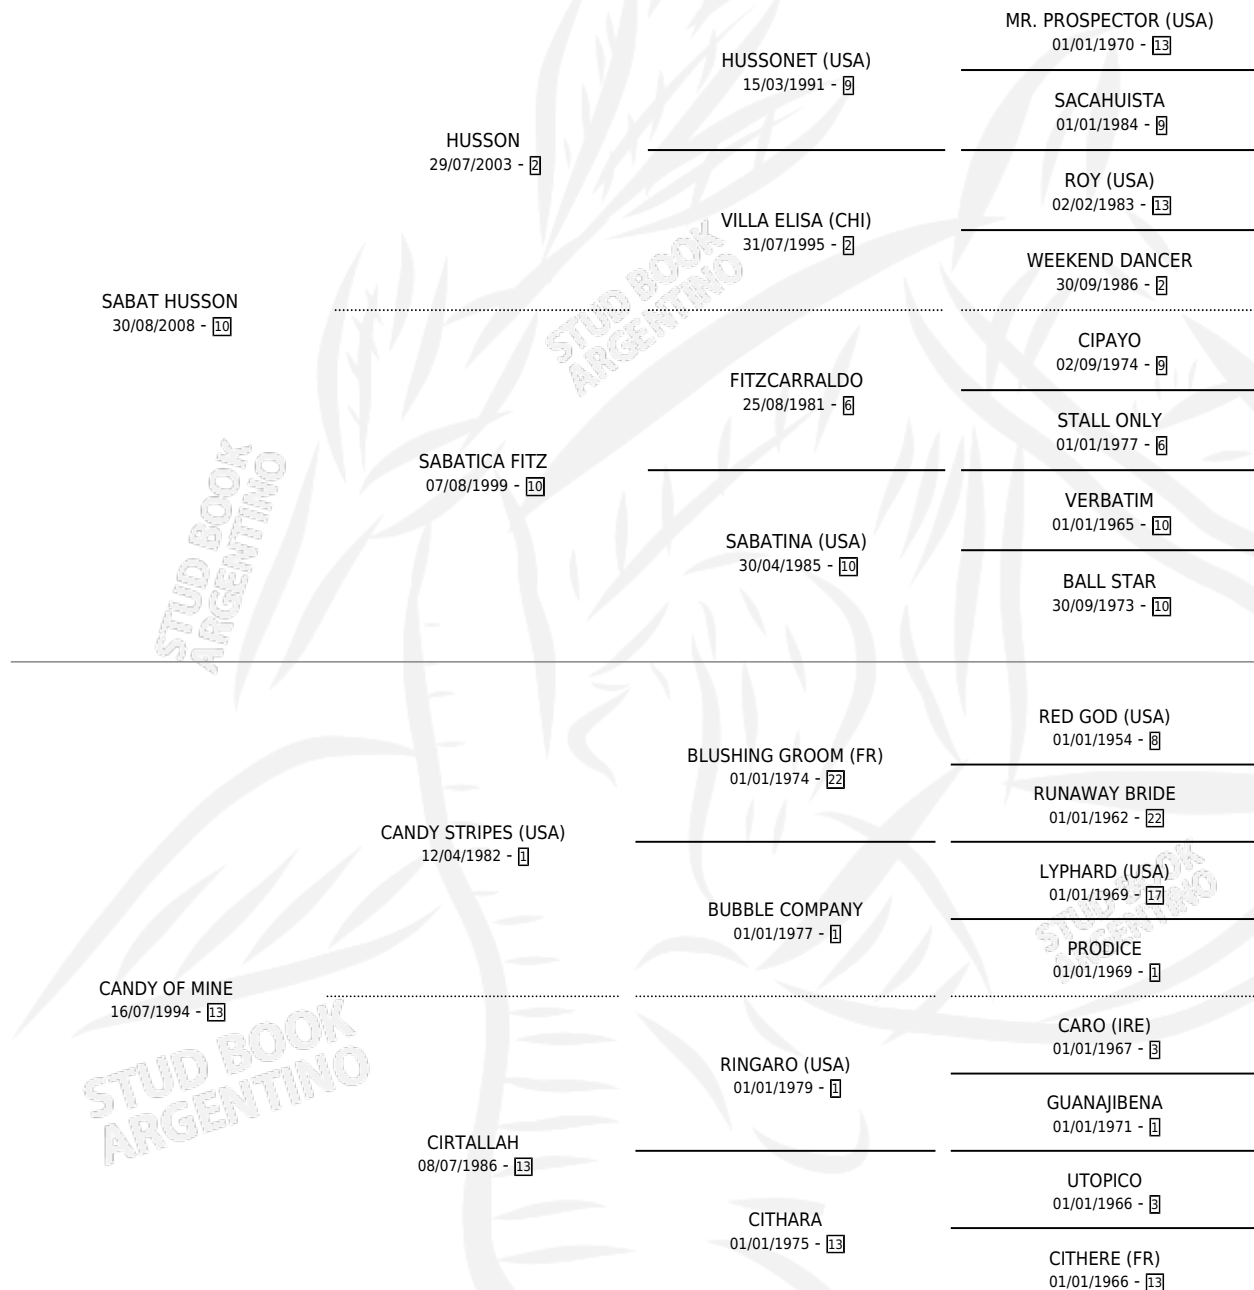 MR. PROSPECTOR (USA)
01/01/1970 - 13
HUSSONET (USA)
15/03/1991 - 9
SACAHUISTA
01/01/1984 - 9
HUSSON
29/07/2003 - 2
ROY (USA)
02/02/1983 - 13
VILLA ELISA (CHI)
31/07/1995 - 2
WEEKEND DANCER
30/09/1986 - 2
SABAT HUSSON
30/08/2008 - 10
STUD BOOK
ARGENTINO
CIPAYO
02/09/1974 - 9
FITZCARRALDO
25/08/1981 - 6
STALL ONLY
01/01/1977 - 6
SABATICA FITZ
07/08/1999 - 10
VERBATIM
01/01/1965 - 10
SABATINA (USA)
30/04/1985 - 10
BALL STAR
30/09/1973 - 10
STUD BOOK
ARGENTINO
RED GOD (USA)
01/01/1954 - 8
BLUSHING GROOM (FR)
01/01/1974 - 22
RUNAWAY BRIDE
01/01/1962 - 22
CANDY STRIPES (USA)
12/04/1982 - 1
LYPHARD (USA)
01/01/1969 - 17
STUD BOOK
ARGENTINO
BUBBLE COMPANY
01/01/1977 - 1
PRODICE
01/01/1969 - 1
CANDY OF MINE
16/07/1994 - 13
STUD BOOK
ARGENTINO
CARO (IRE)
01/01/1967 - 3
RINGARO (USA)
01/01/1979 - 1
GUANAJIBENA
01/01/1971 - 1
CIRTALLAH
08/07/1986 - 13
UTOPICO
01/01/1966 - 3
CITHARA
01/01/1975 - 13
CITHERE (FR)
01/01/1966 - 13